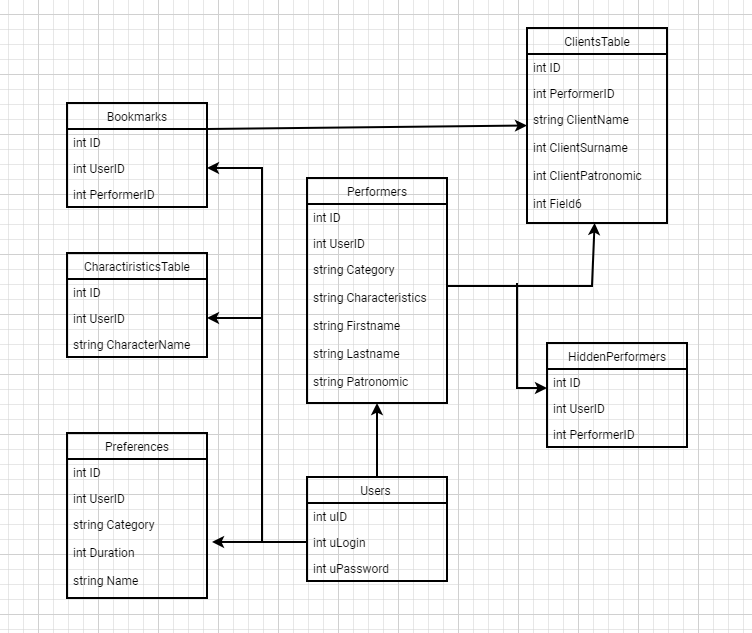 ClientsTable
int ID
int PerformerID
string ClientName
int ClientSurname
int ClientPatronomic
int Field6
Bookmarks
int ID
int UserID
int PerformerID
Performers
int ID
int UserID
string Category
string Characteristics
string Firstname
string Lastname
string Patronomic
CharactiristicsTable
int ID
int UserID
string CharacterName
HiddenPerformers
int ID
int UserID
int PerformerID
Preferences
int ID
int UserID
string Category
int Duration
string Name
Users
int uID
int uLogin
int uPassword